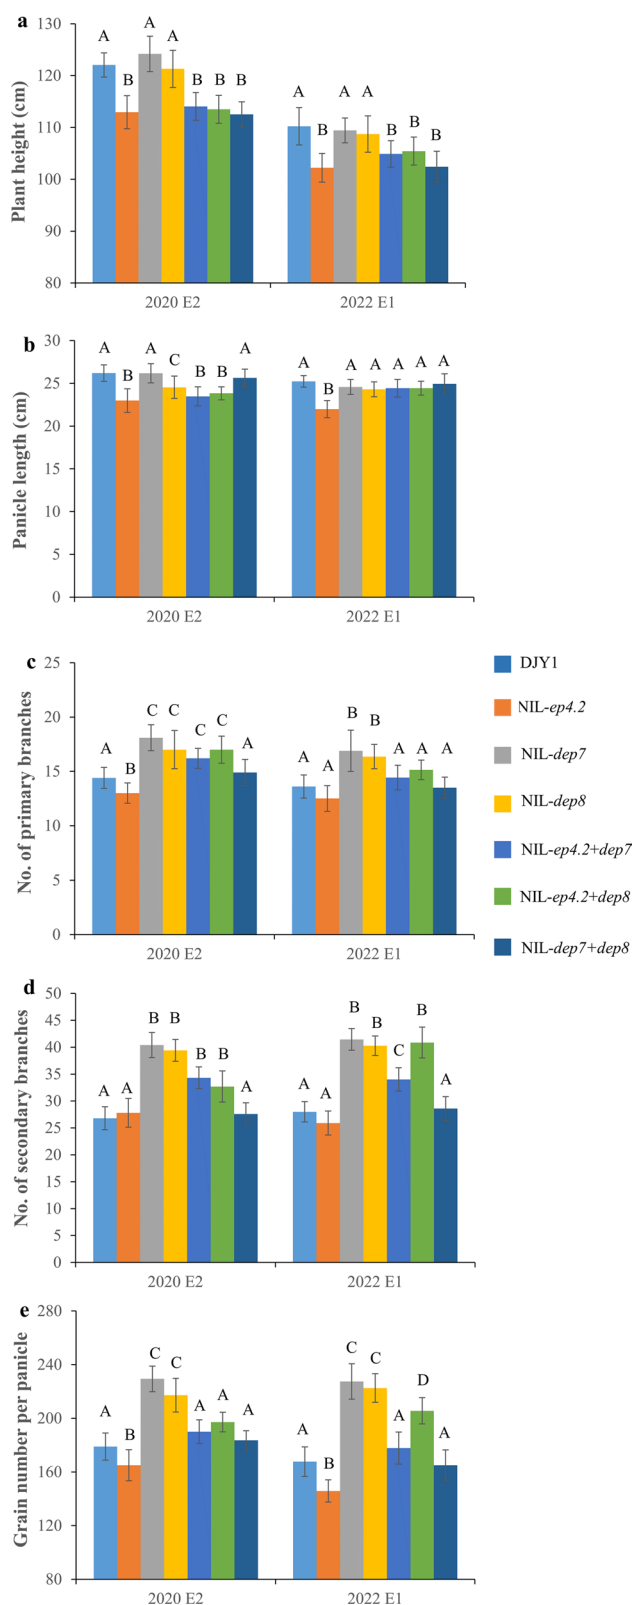 a
Plant height (cm)
130
120
110
100
90
80
A B A A B B B
A B A A B B B
2020 E2 2022 E1
b
Panicle length (cm)
30
25
20
15
10
5
0
A B A C B B A
A B A A A A A
2020 E2 2022 E1
c
No. of primary branches
25
20
15
10
5
0
A B C C C C A
A A B B A A A
2020 E2 2022 E1
DJY1
NIL-ep4.2
NIL-dep7
NIL-dep8
NIL-ep4.2+dep7
NIL-ep4.2+dep8
NIL-dep7+dep8
d
No. of secondary branches
50
45
40
35
30
25
20
15
10
5
0
A A B B B B A
A A B B C B A
2020 E2 2022 E1
e
Grain number per panicle
280
240
200
160
120
80
A B C C A A A
A B C C A D A
2020 E2 2022 E1